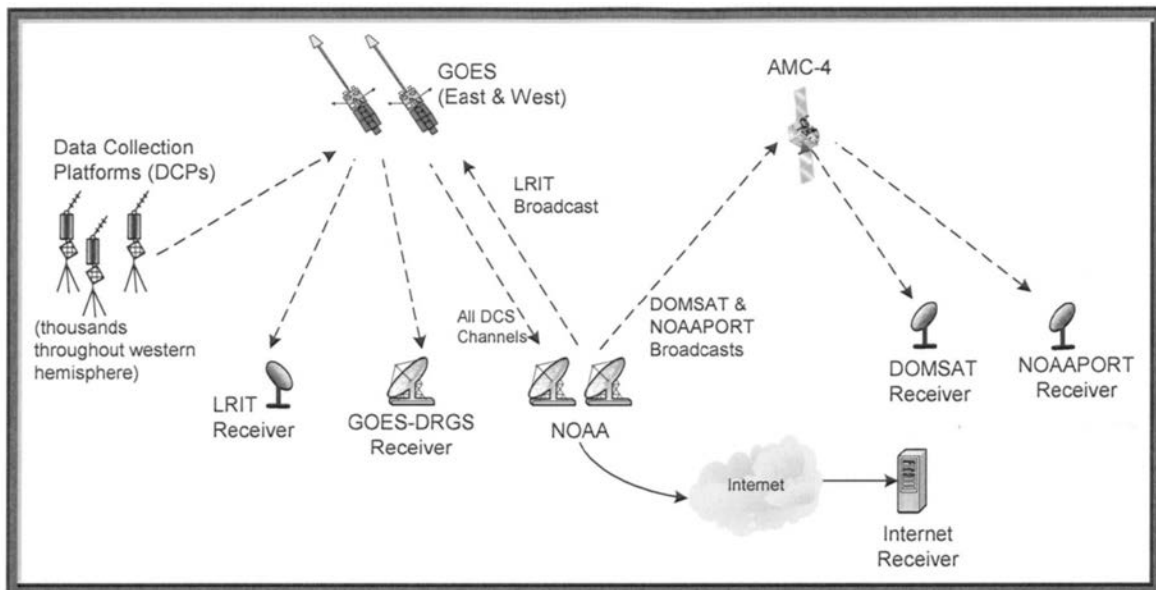 GOES
(East & West)
AMC-4
Data Collection
Platforms (DCPs)
(thousands
throughout western
hemisphere)
LRIT
Broadcast
All DCS
Channels
DOMSAT &
NOAAPORT
Broadcasts
LRIT
Receiver
GOES-DRGS
Receiver
NOAA
DOMSAT
Receiver
NOAAPORT
Receiver
Internet
Internet
Receiver